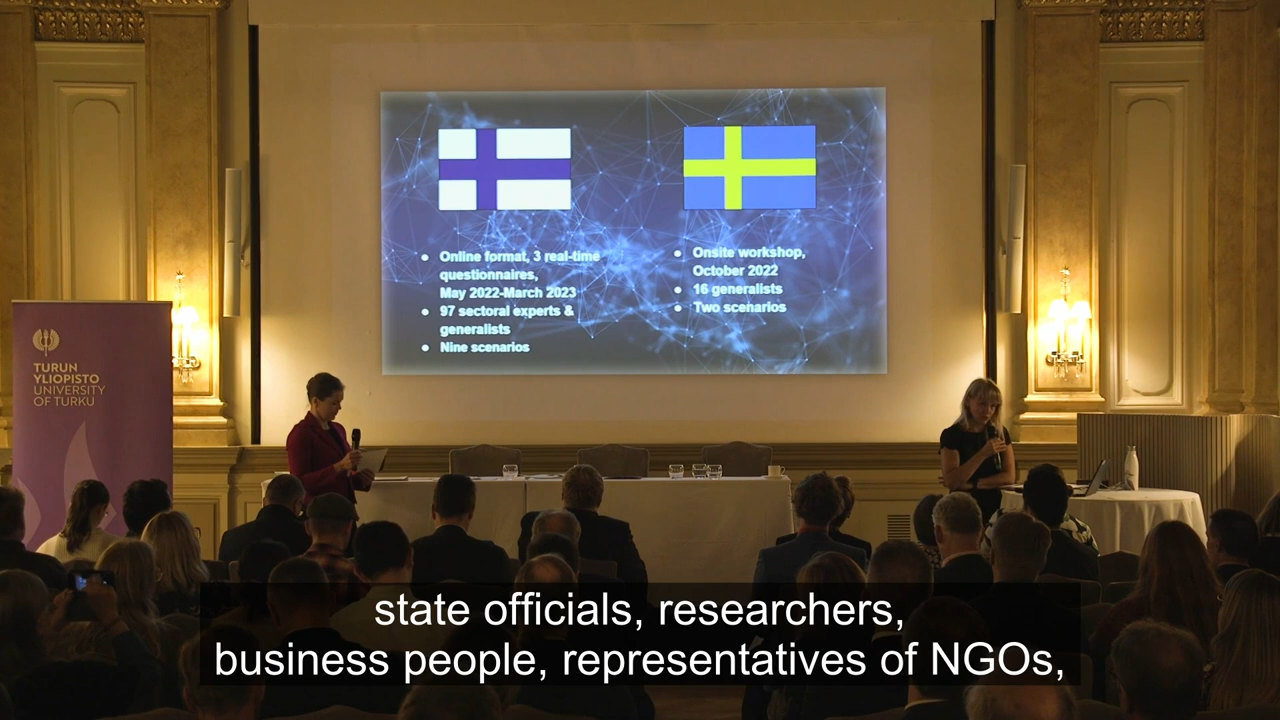 ● Online format, 3 real-time
questionnaires,
May 2022-March 2023
● 97 sectoral experts &
generalists
● Nine scenarios
● Onsite workshop,
October 2022
● 16 generalists
● Two scenarios
TURUN
YLIOPISTO
UNIVERSITY
OF TURKU
state officials, researchers,
business people, representatives of NGOs,